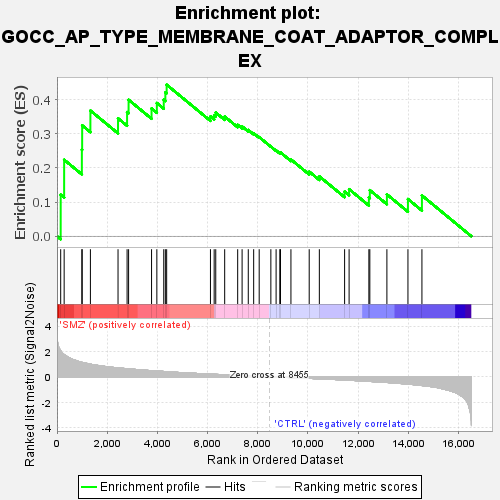 Enrichment plot:
GOCC_AP_TYPE_MEMBRANE_COAT_ADAPTOR_COMPL
EX
Enrichment score (ES)
0.4
0.3
0.2
0.1
0.0
Ranked list metric (Signal2Noise)
4
2
0
-2
-4
'SMZ' (positively correlated)
Zero cross at 8455
'CTRL' (negatively correlated)
0 2,000 4,000 6,000 8,000 10,000 12,000 14,000 16,000
Rank in Ordered Dataset
Enrichment profile Hits Ranking metric scores